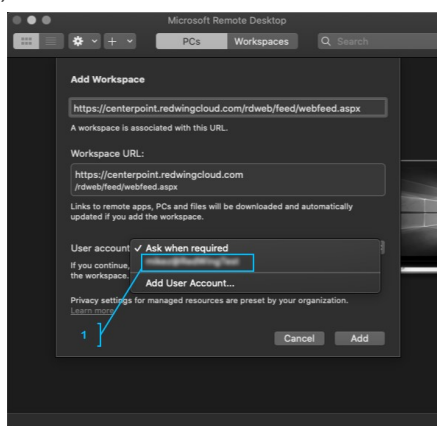 Microsoft Remote Desktop
PCs Workspaces Search
Add Workspace
https://centerpoint.redwingcloud.com/rdweb/feed/webfeed.aspx
A workspace is associated with this URL.
Workspace URL:
https://centerpoint.redwingcloud.com
/rdweb/feed/webfeed.aspx
Links to remote apps, PCs and files will be downloaded and automatically
updated if you add the workspace.
User account ✓ Ask when required
If you continue,
the workspace.
Add User Account...
Privacy settings for managed resources are preset by your organization.
Learn more
1
Cancel Add